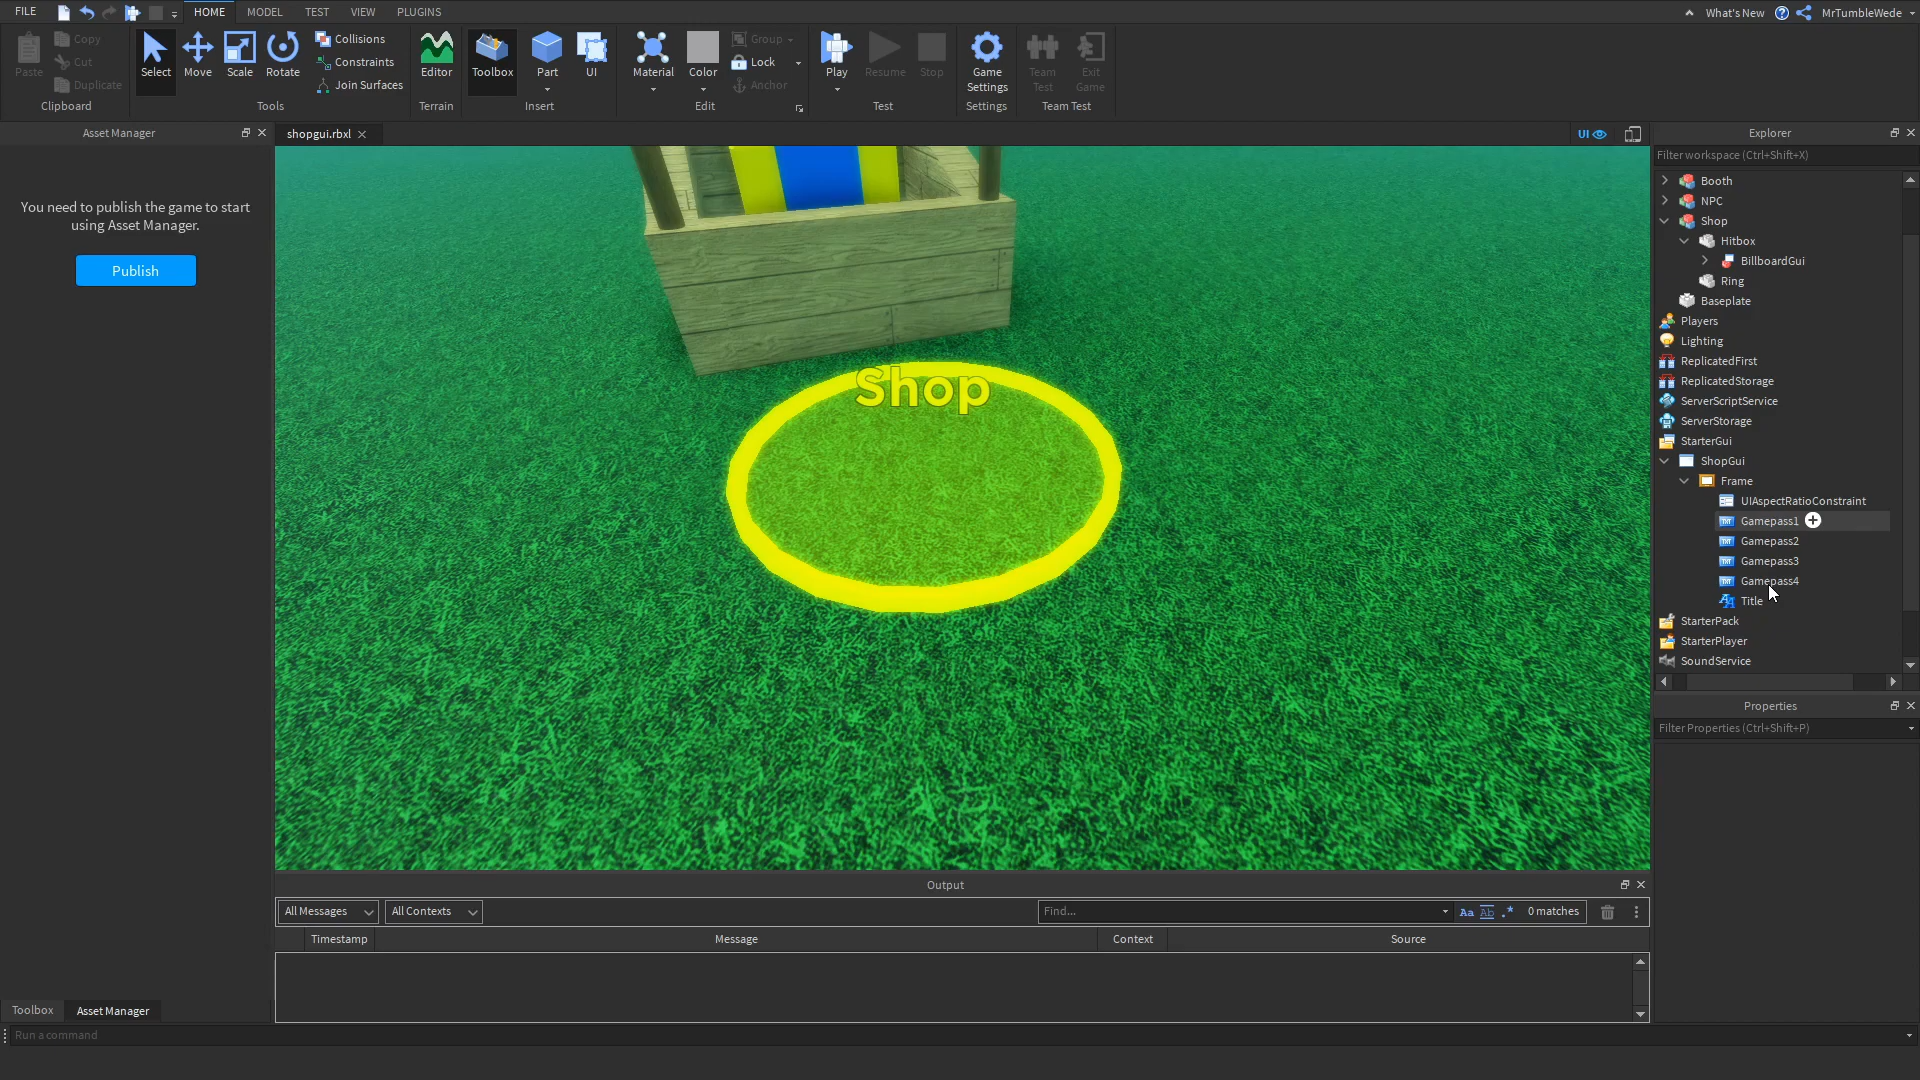 FILE
HOME
MODEL
TEST
VIEW
PLUGINS
What's New
MrTumbleWede
Paste
Copy
Cut
Duplicate
Clipboard
Select
Move
Scale
Rotate
Collisions
Constraints
Join Surfaces
Tools
Editor
Terrain
Toolbox
Part
UI
Insert
Material
Color
Group
Lock
Anchor
Edit
Play
Resume
Stop
Test
Game
Settings
Settings
Team
Test
Exit
Game
Team Test
Asset Manager
You need to publish the game to start
using Asset Manager.
Publish
Toolbox
Asset Manager
shopgui.rbxl
UI
Shop
Explorer
Filter workspace (Ctrl+Shift+X)
Booth
NPC
Shop
Hitbox
BillboardGui
Ring
Baseplate
Players
Lighting
ReplicatedFirst
ReplicatedStorage
ServerScriptService
ServerStorage
StarterGui
ShopGui
Frame
UIAspectRatioConstraint
Gamepass1
Gamepass2
Gamepass3
Gamepass4
Title
StarterPack
StarterPlayer
SoundService
Properties
Filter Properties (Ctrl+Shift+P)
Output
All Messages
All Contexts
Find...
Aa
Ab
.*
0 matches
Timestamp
Message
Context
Source
Run a command